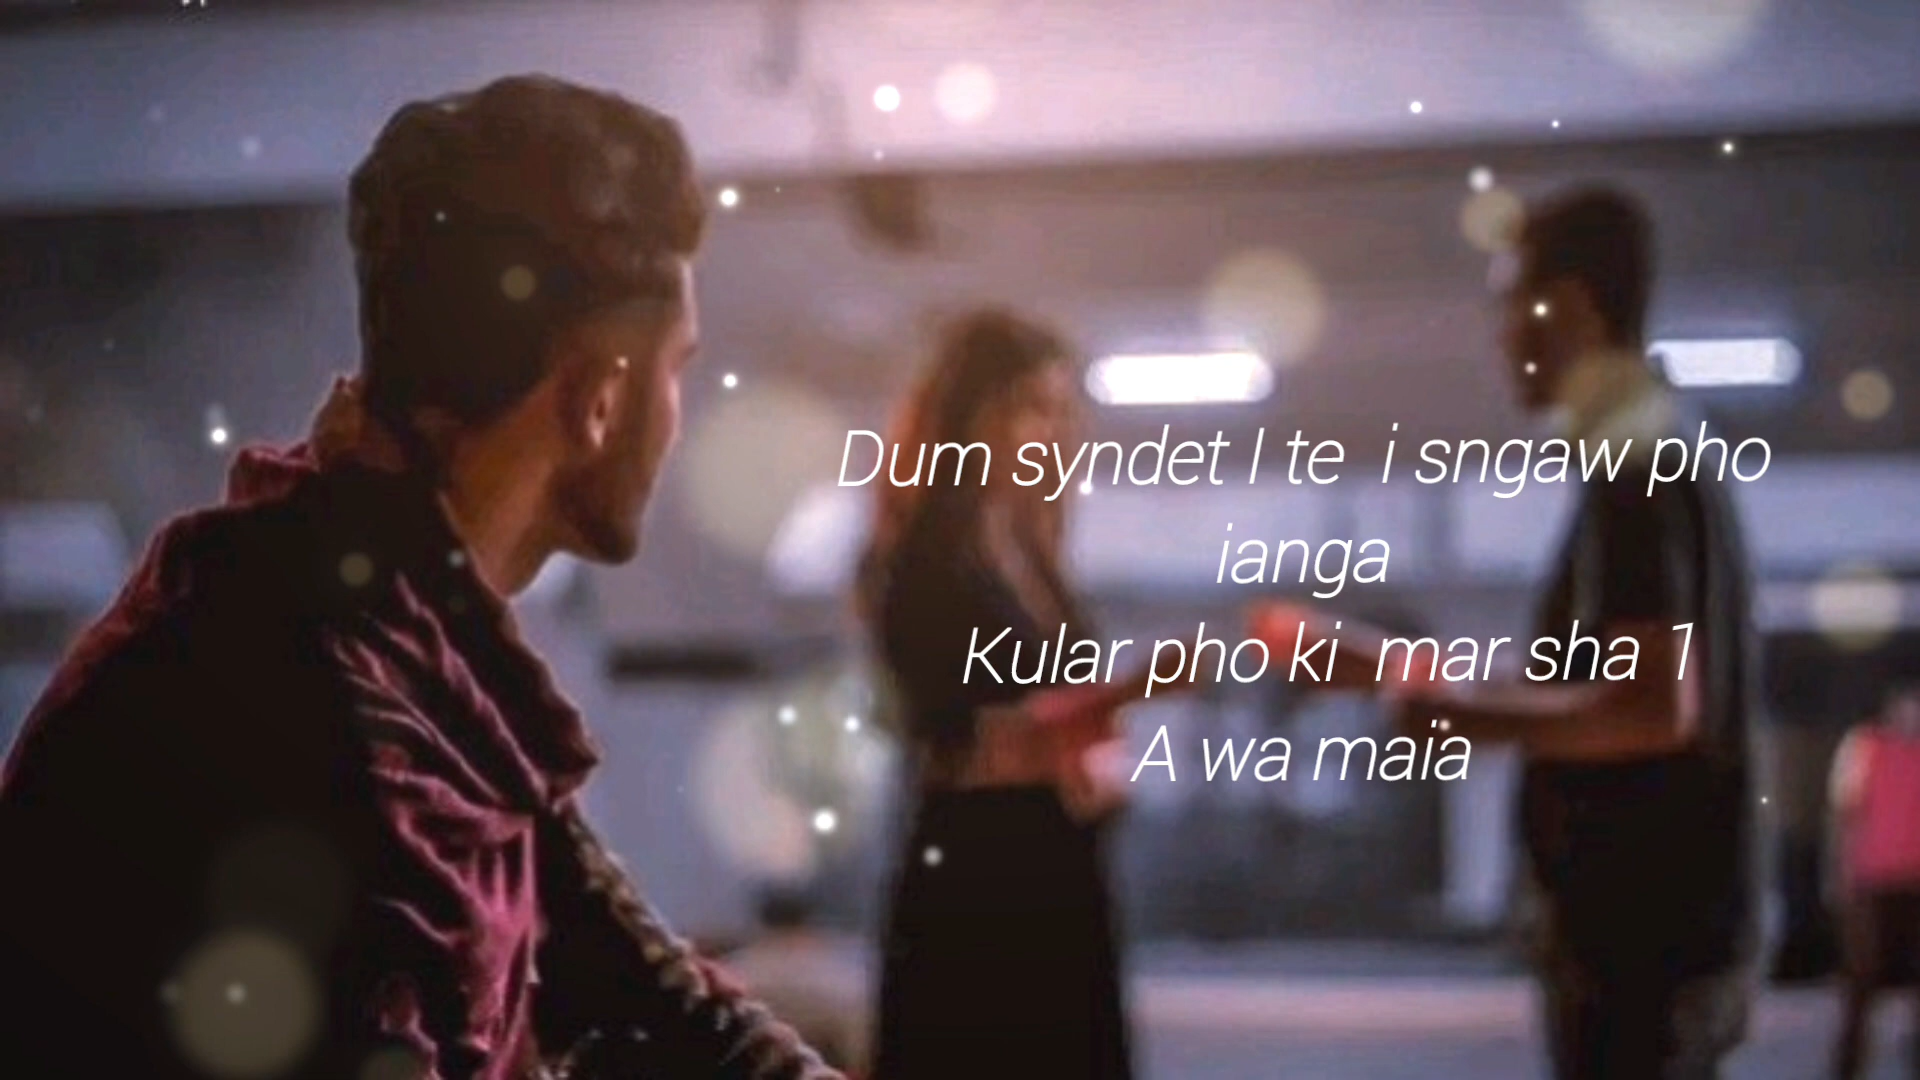 Dum syndet I te i sngaw pho
ianga
Kular pho ki mar sha 1
A wa maia